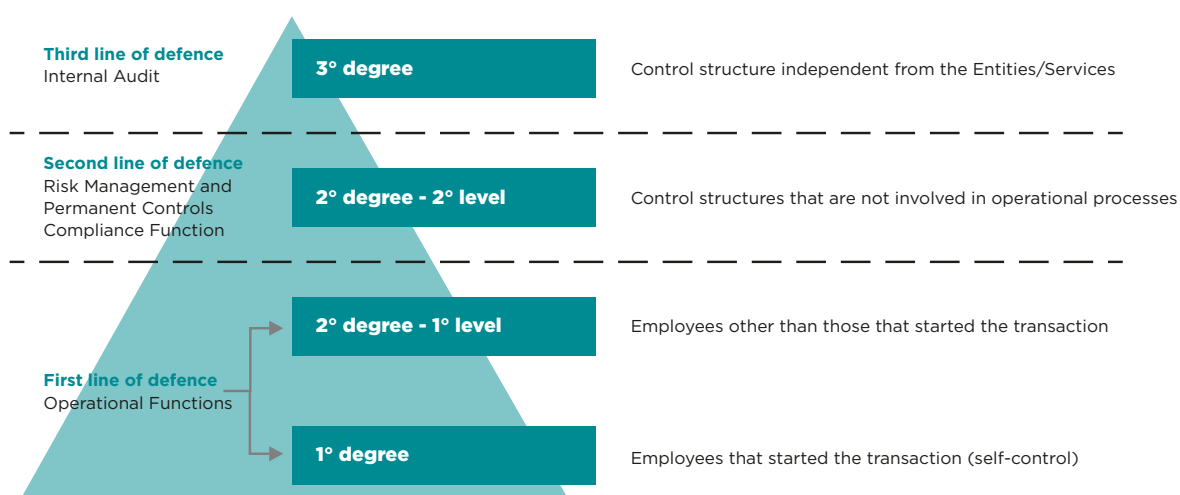 Third line of defence
Internal Audit
3° degree
Control structure independent from the Entities/Services
Second line of defence
Risk Management and
Permanent Controls
Compliance Function
2° degree - 2° level
Control structures that are not involved in operational processes
2° degree - 1° level
Employees other than those that started the transaction
First line of defence
Operational Functions
1° degree
Employees that started the transaction (self-control)